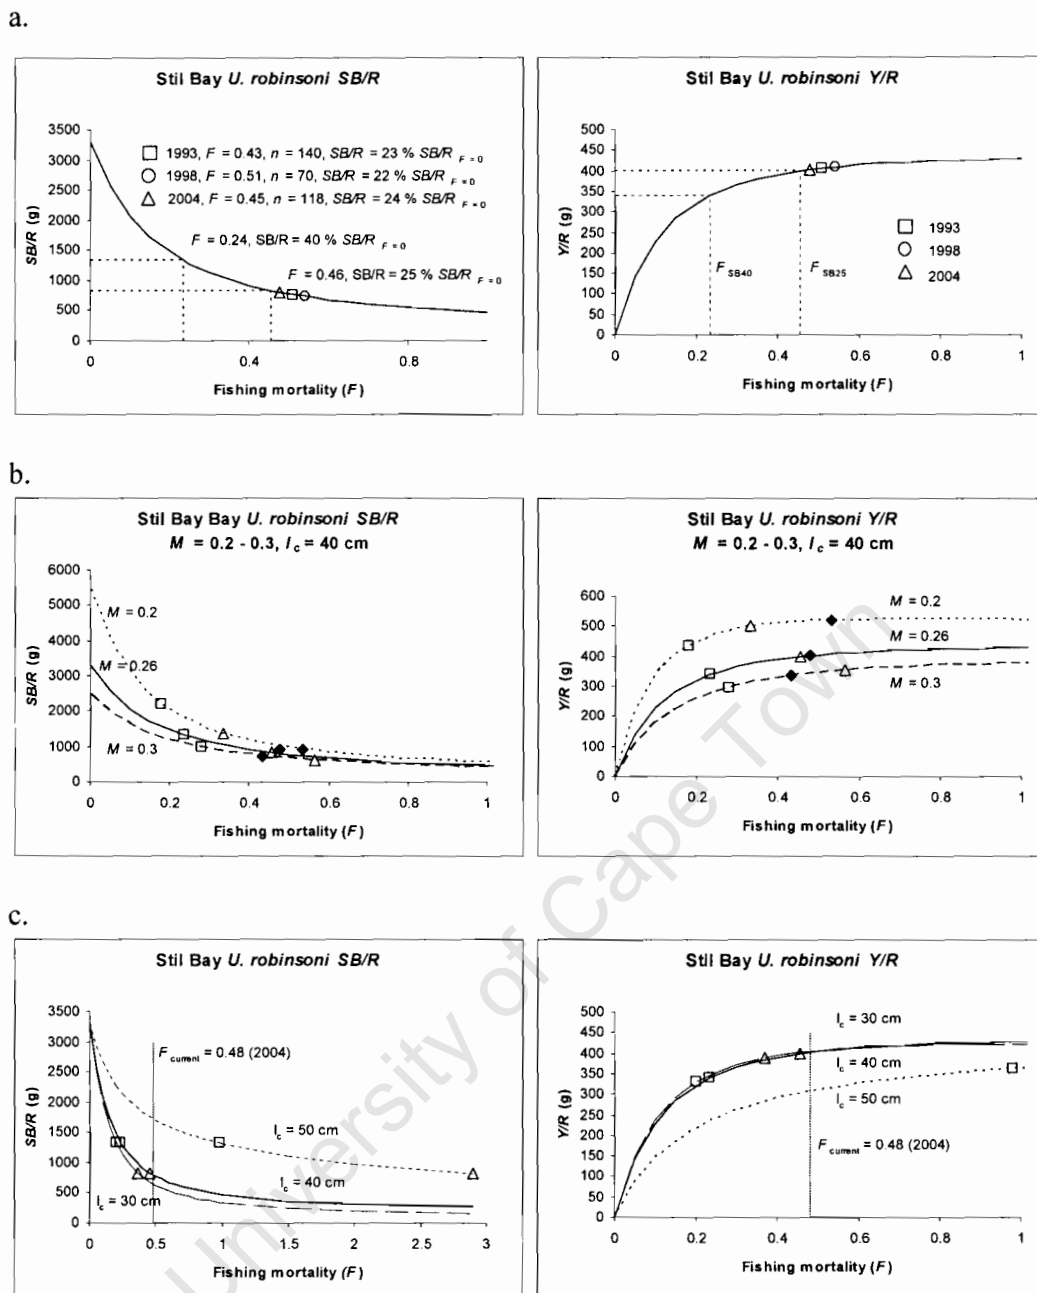 a.
Stil Bay U. robinsoni SB/R
SB/R (g)
3500
3000
2500
2000
1500
1000
500
0
1993, F = 0.43, n = 140, SB/R = 23 % SB/R F = 0
1998, F = 0.51, n = 70, SB/R = 22 % SB/R F = 0
2004, F = 0.45, n = 118, SB/R = 24 % SB/R F = 0
F = 0.24, SB/R = 40 % SB/R F = 0
F = 0.46, SB/R = 25 % SB/R F = 0
0 0.4 0.8
Fishing mortality (F)
Stil Bay U. robinsoni Y/R
Y/R (g)
500
450
400
350
300
250
200
150
100
50
0
F SB40
F SB25
1993
1998
2004
0 0.2 0.4 0.6 0.8 1
Fishing mortality (F)
b.
Stil Bay Bay U. robinsoni SB/R
M = 0.2 - 0.3, lc = 40 cm
SB/R (g)
6000
5000
4000
3000
2000
1000
0
M = 0.2
M = 0.26
M = 0.3
0 0.2 0.4 0.6 0.8 1
Fishing mortality (F)
Stil Bay U. robinsoni Y/R
M = 0.2 - 0.3, lc = 40 cm
Y/R (g)
600
500
400
300
200
100
0
M = 0.2
M = 0.26
M = 0.3
0 0.2 0.4 0.6 0.8 1
Fishing mortality (F)
c.
Stil Bay U. robinsoni SB/R
SB/R (g)
3500
3000
2500
2000
1500
1000
500
0
F current = 0.48 (2004)
lc = 50 cm
lc = 40 cm
lc = 30 cm
0 0.5 1 1.5 2 2.5 3
Fishing mortality (F)
Stil Bay U. robinsoni Y/R
Y/R (g)
500
450
400
350
300
250
200
150
100
50
0
lc = 30 cm
lc = 40 cm
lc = 50 cm
F current = 0.48 (2004)
0 0.2 0.4 0.6 0.8 1
Fishing mortality (F)
University of Cape Town